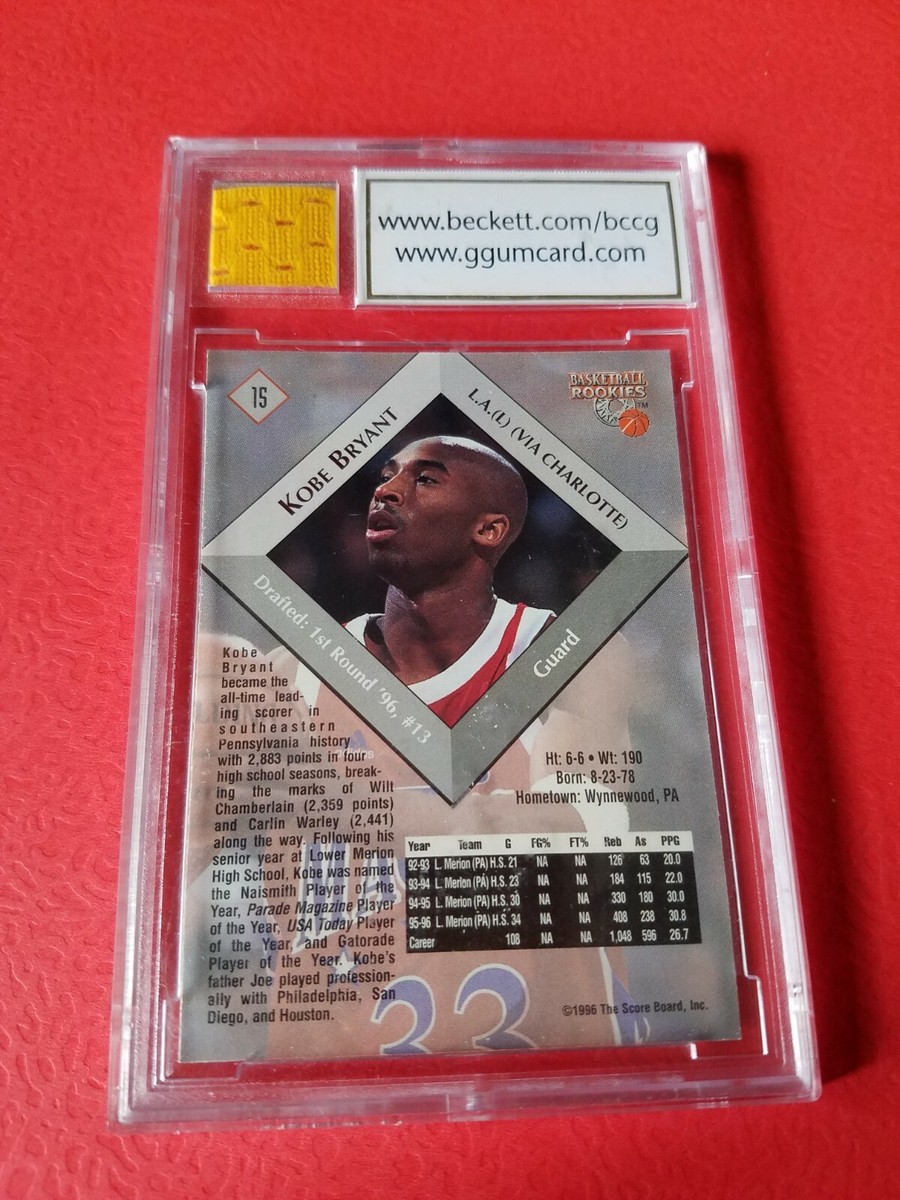 www.beckett.com/bccg
www.ggumcard.com
15
BASKETBALL
ROOKIES
TM
KOBE BRYANT
L.A.(L) (VIA CHARLOTTE)
Drafted: 1st Round '96, #13
Guard
Kobe
Bryant
became the
all-time lead-
ing scorer in
southeastern
Pennsylvania history
with 2,883 points in four
high school seasons, break-
ing the marks of Wilt
Chamberlain (2,359 points)
and Carlin Warley (2,441)
along the way. Following his
senior year at Lower Merion
High School, Kobe was named
the Naismith Player of the
Year, Parade Magazine Player
of the Year, USA Today Player
of the Year, and Gatorade
Player of the Year. Kobe's
father Joe played profession-
ally with Philadelphia, San
Diego, and Houston.
Ht: 6-6 • Wt: 190
Born: 8-23-78
Hometown: Wynnewood, PA
Year Team G FG% FT% Reb As PPG
92-93 L. Merion (PA) H.S. 21 NA NA 126 63 20.0
93-94 L. Merion (PA) H.S. 23 NA NA 184 115 22.0
94-95 L. Merion (PA) H.S. 30 NA NA 330 180 30.0
95-96 L. Merion (PA) H.S. 34 NA NA 408 238 30.8
Career 108 NA NA 1,048 596 26.7
33
©1996 The Score Board, Inc.